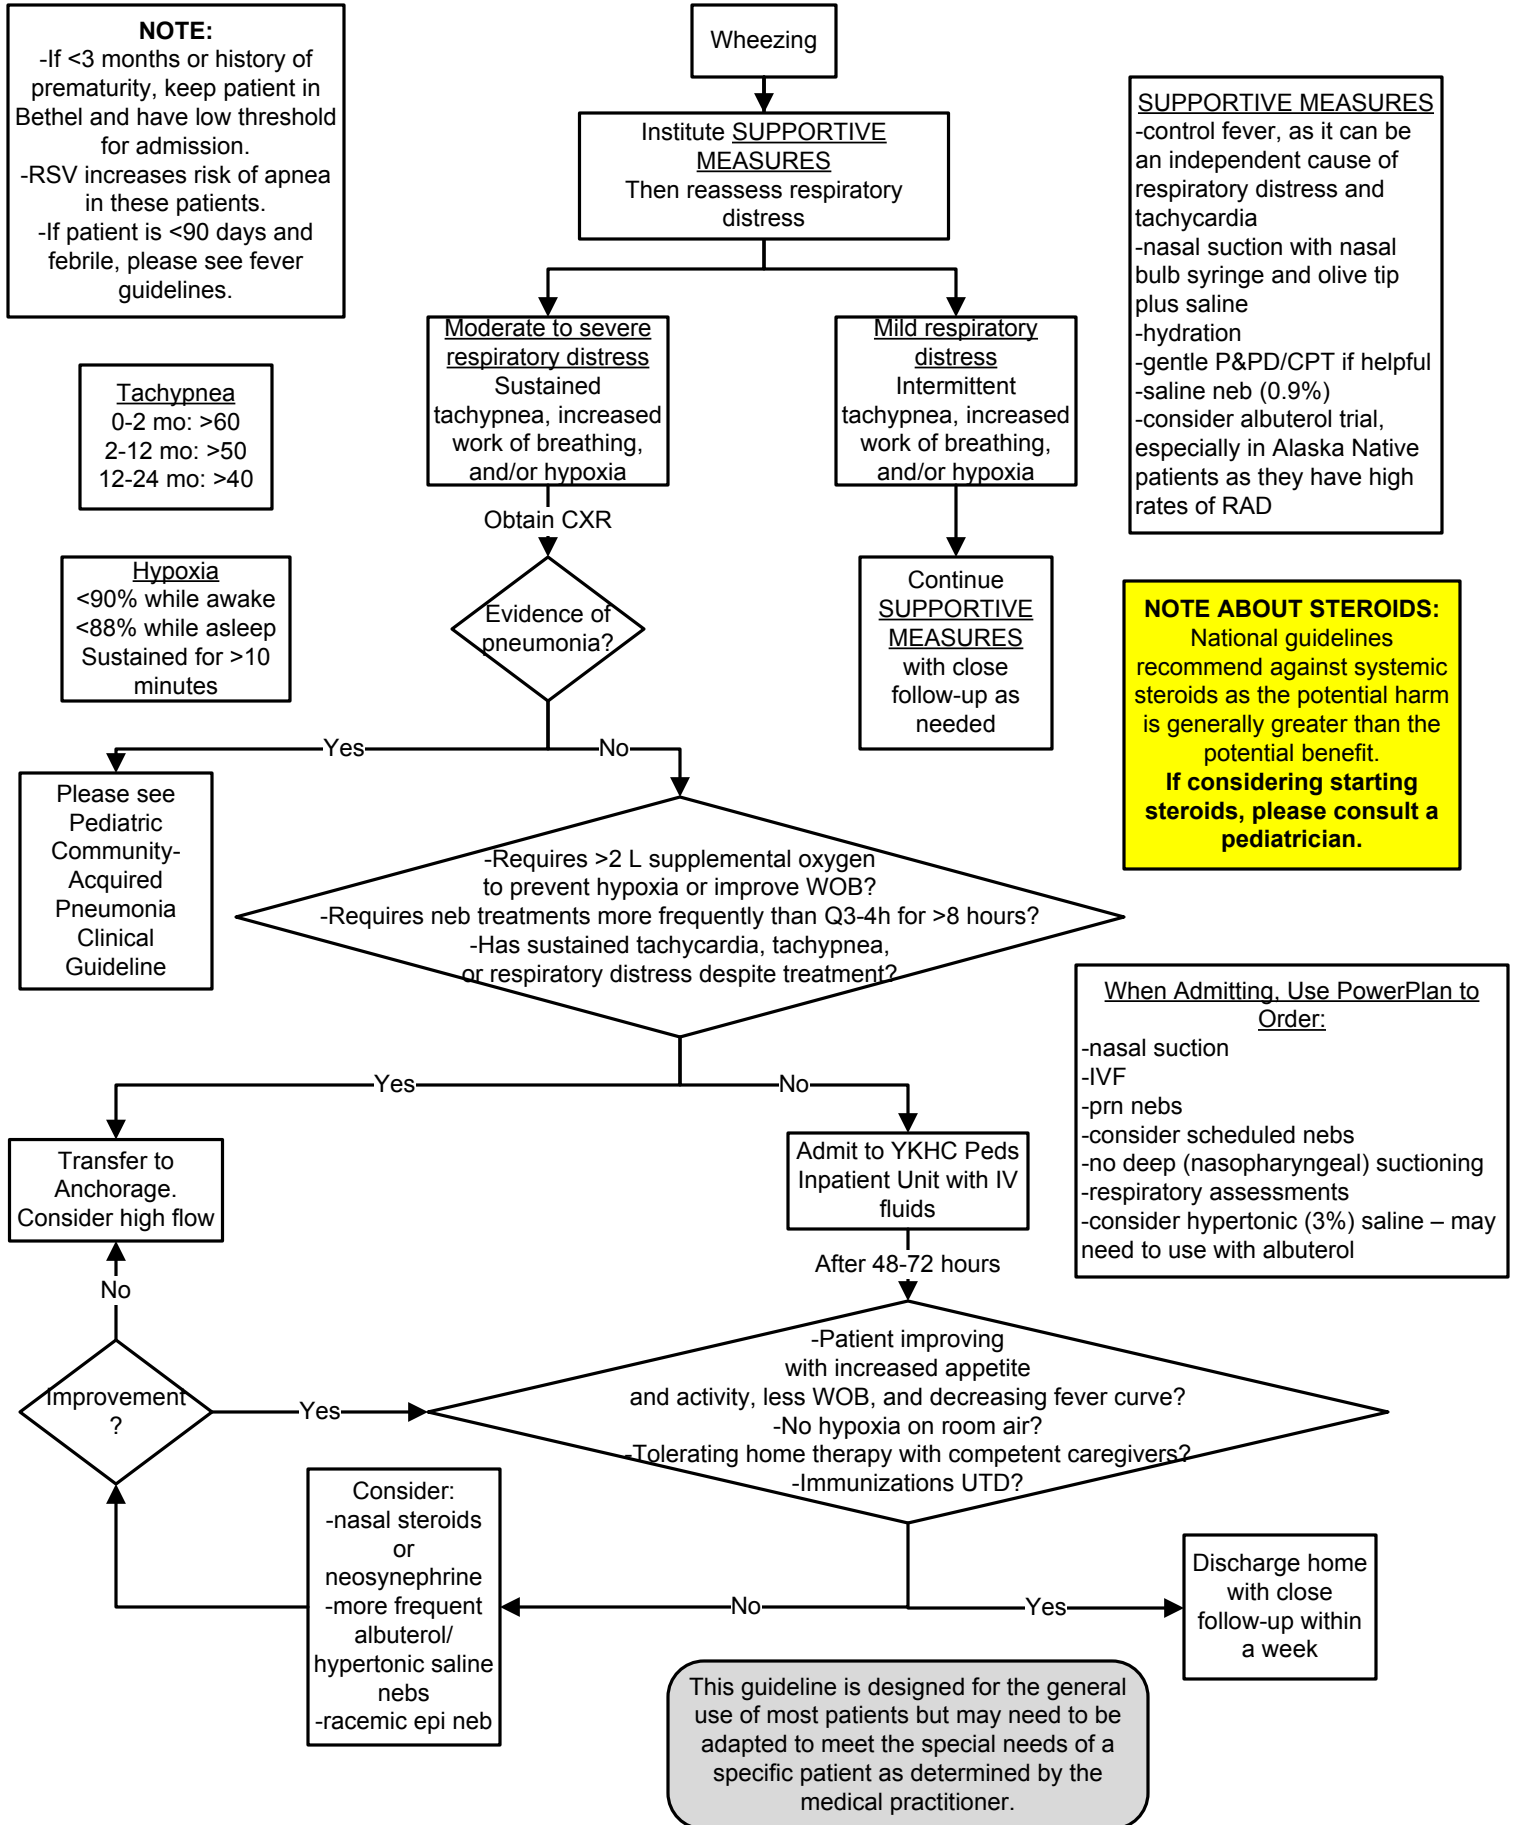 NOTE:
-If <3 months or history of
prematurity, keep patient in
Bethel and have low threshold
for admission.
-RSV increases risk of apnea
in these patients.
-If patient is <90 days and
febrile, please see fever
guidelines.
Wheezing
Institute SUPPORTIVE
MEASURES
Then reassess respiratory
distress
SUPPORTIVE MEASURES
-control fever, as it can be
an independent cause of
respiratory distress and
tachycardia
-nasal suction with nasal
bulb syringe and olive tip
plus saline
-hydration
-gentle P&PD/CPT if helpful
-saline neb (0.9%)
-consider albuterol trial,
especially in Alaska Native
patients as they have high
rates of RAD
Tachypnea
0-2 mo: >60
2-12 mo: >50
12-24 mo: >40
Moderate to severe
respiratory distress
Sustained
tachypnea, increased
work of breathing,
and/or hypoxia
Mild respiratory
distress
Intermittent
tachypnea, increased
work of breathing,
and/or hypoxia
Obtain CXR
Hypoxia
<90% while awake
<88% while asleep
Sustained for >10
minutes
Evidence of
pneumonia?
Continue
SUPPORTIVE
MEASURES
with close
follow-up as
needed
NOTE ABOUT STEROIDS:
National guidelines
recommend against systemic
steroids as the potential harm
is generally greater than the
potential benefit.
If considering starting
steroids, please consult a
pediatrician.
Yes
No
Please see
Pediatric
Community-
Acquired
Pneumonia
Clinical
Guideline
-Requires >2 L supplemental oxygen
to prevent hypoxia or improve WOB?
-Requires neb treatments more frequently than Q3-4h for >8 hours?
-Has sustained tachycardia, tachypnea,
or respiratory distress despite treatment?
When Admitting, Use PowerPlan to
Order:
-nasal suction
-IVF
-prn nebs
-consider scheduled nebs
-no deep (nasopharyngeal) suctioning
-respiratory assessments
-consider hypertonic (3%) saline – may
need to use with albuterol
Yes
No
Transfer to
Anchorage.
Consider high flow
Admit to YKHC Peds
Inpatient Unit with IV
fluids
After 48-72 hours
No
Improvement
?
Yes
-Patient improving
with increased appetite
and activity, less WOB, and decreasing fever curve?
-No hypoxia on room air?
-Tolerating home therapy with competent caregivers?
-Immunizations UTD?
Consider:
-nasal steroids
or
neosynephrine
-more frequent
albuterol/
hypertonic saline
nebs
-racemic epi neb
No
Yes
Discharge home
with close
follow-up within
a week
This guideline is designed for the general
use of most patients but may need to be
adapted to meet the special needs of a
specific patient as determined by the
medical practitioner.